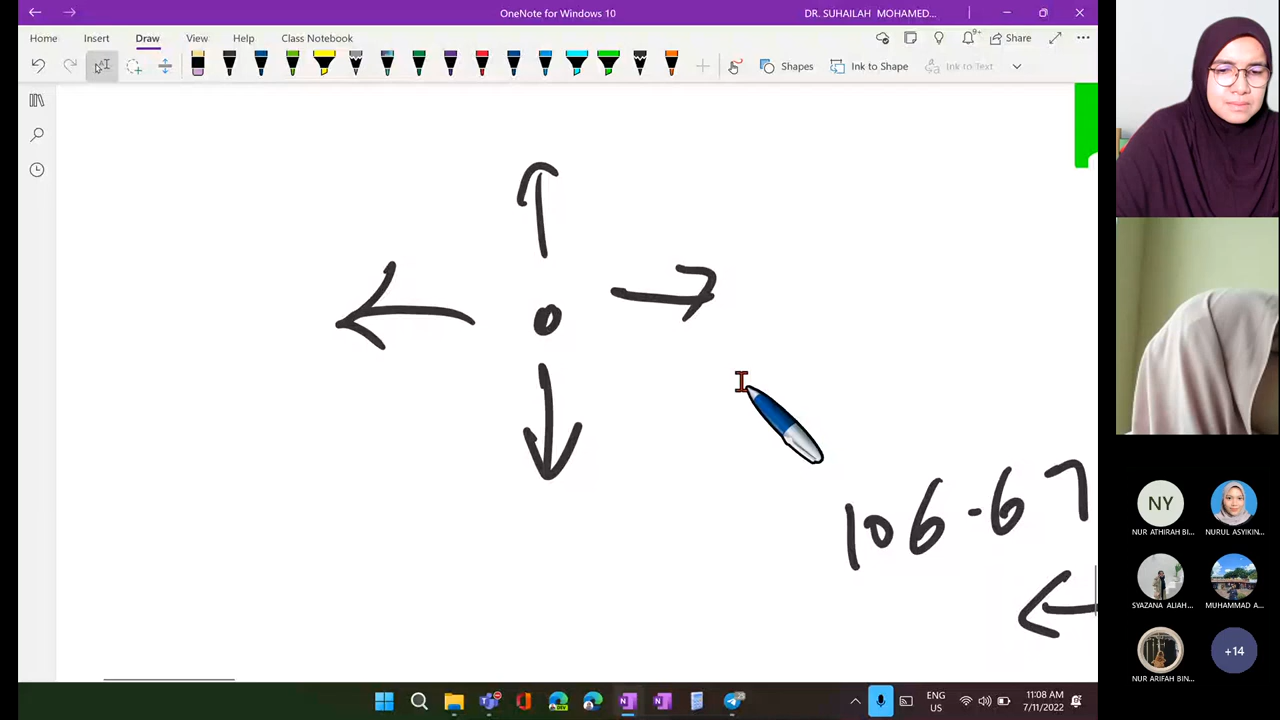 OneNote for Windows 10
DR. SUHAILAH MOHAMED...
Home Insert Draw View Help Class Notebook
9+ Share
Shapes Ink to Shape Ink to Text
106.67
NY
NUR ATHIRAH BI...
NURUL ASYIKIN...
SYAZANA ALIAH...
MUHAMMAD A...
NUR ARIFAH BIN...
+14
DEV
ENG
US
11:08 AM
7/11/2022